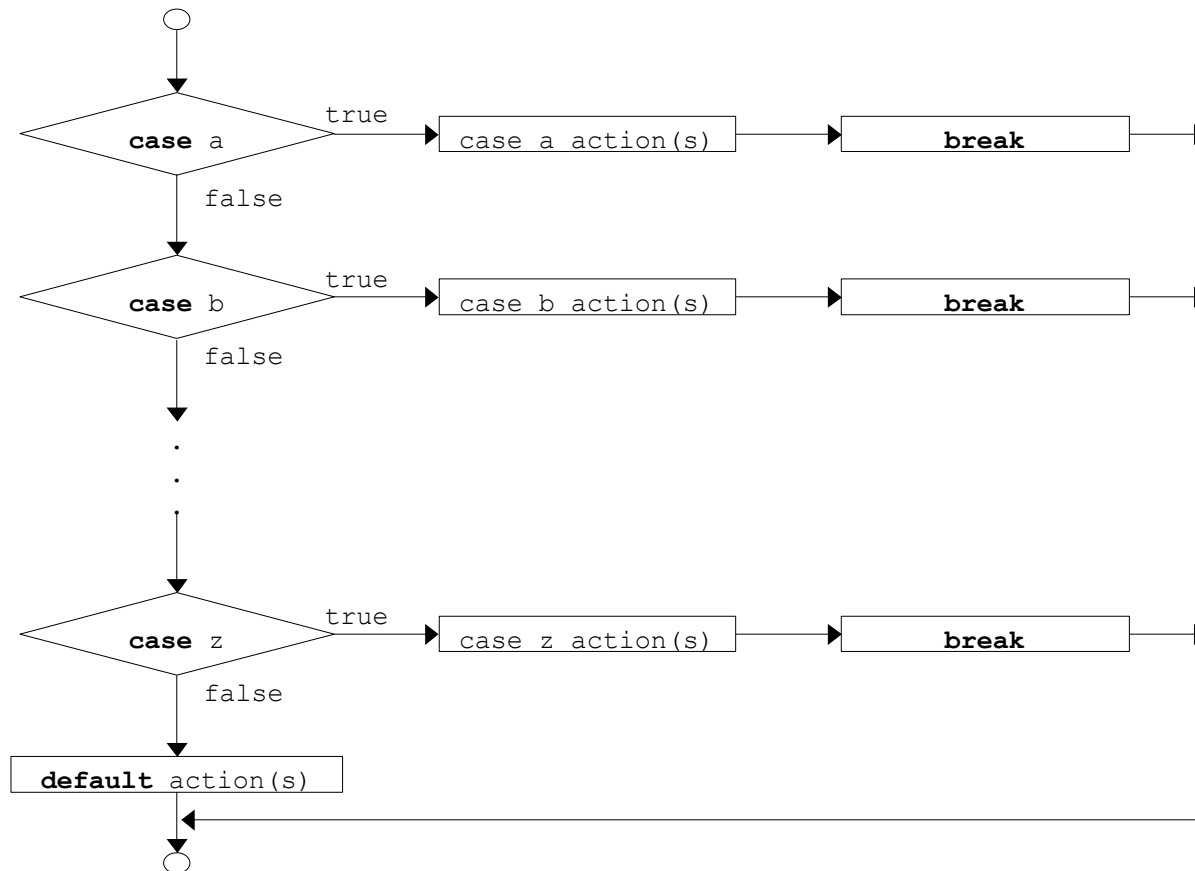 true
case a
case a action(s)
break
false
true
case b
case b action(s)
break
false
.
.
.
true
case z
case z action(s)
break
false
default action(s)